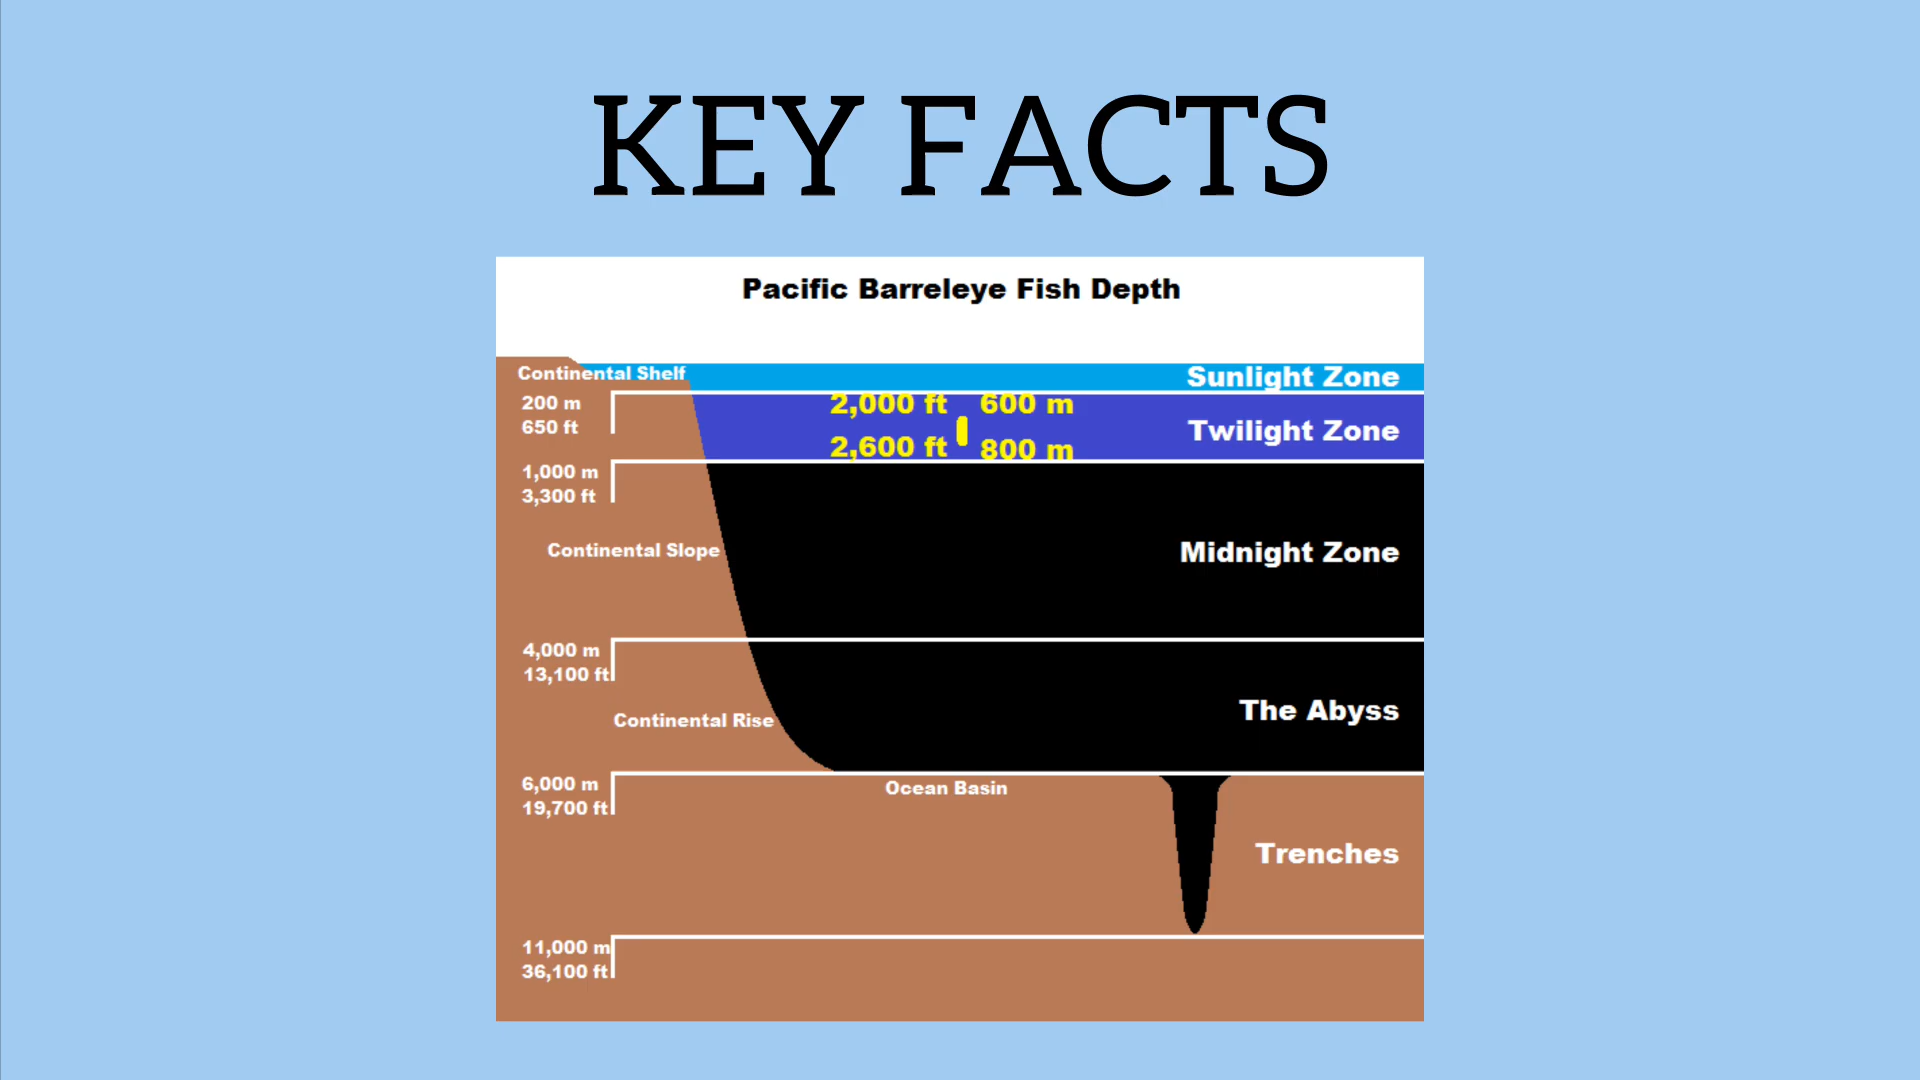 KEY FACTS
Pacific Barreleye Fish Depth
Continental Shelf
Sunlight Zone
200 m
650 ft
2,000 ft 600 m
2,600 ft 800 m
Twilight Zone
1,000 m
3,300 ft
Continental Slope
Midnight Zone
4,000 m
13,100 ft
Continental Rise
The Abyss
6,000 m
19,700 ft
Ocean Basin
Trenches
11,000 m
36,100 ft